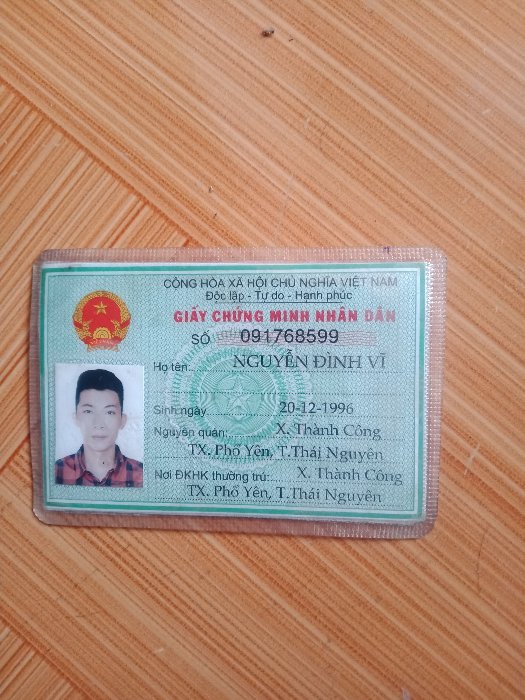 CỘNG HÒA XÃ HỘI CHỦ NGHĨA VIỆT NAM
Độc lập - Tự do - Hạnh phúc
GIẤY CHỨNG MINH NHÂN DÂN
SỐ 091768599
Họ tên: NGUYỄN ĐÌNH VĨ
Sinh ngày 20-12-1996
Nguyên quán: X. Thành Công
TX. Phổ Yên, T.Thái Nguyên
Nơi ĐKHK thường trú: X. Thành Công
TX. Phổ Yên, T.Thái Nguyên